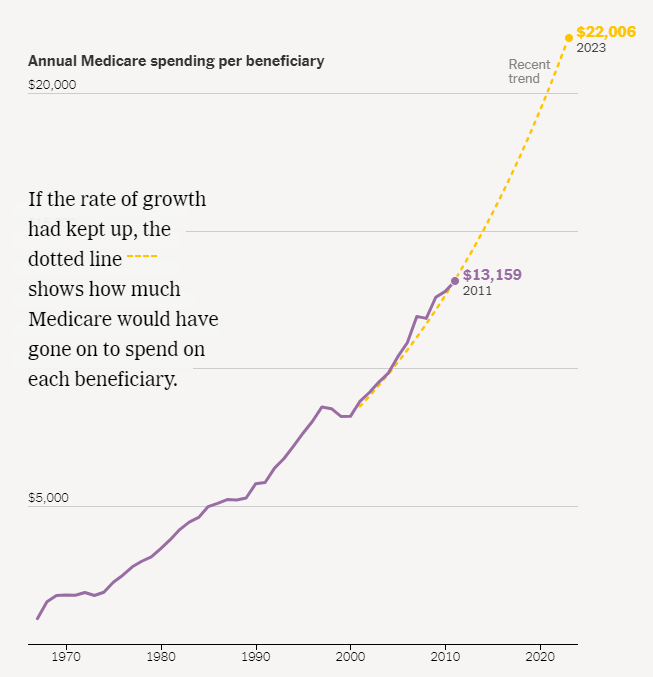 $22,006
2023
Annual Medicare spending per beneficiary
Recent
trend
$20,000
If the rate of growth
had kept up, the
dotted line
shows how much
Medicare would have
gone on to spend on
each beneficiary.
$13,159
2011
$5,000
1970
1980
1990
2000
2010
2020